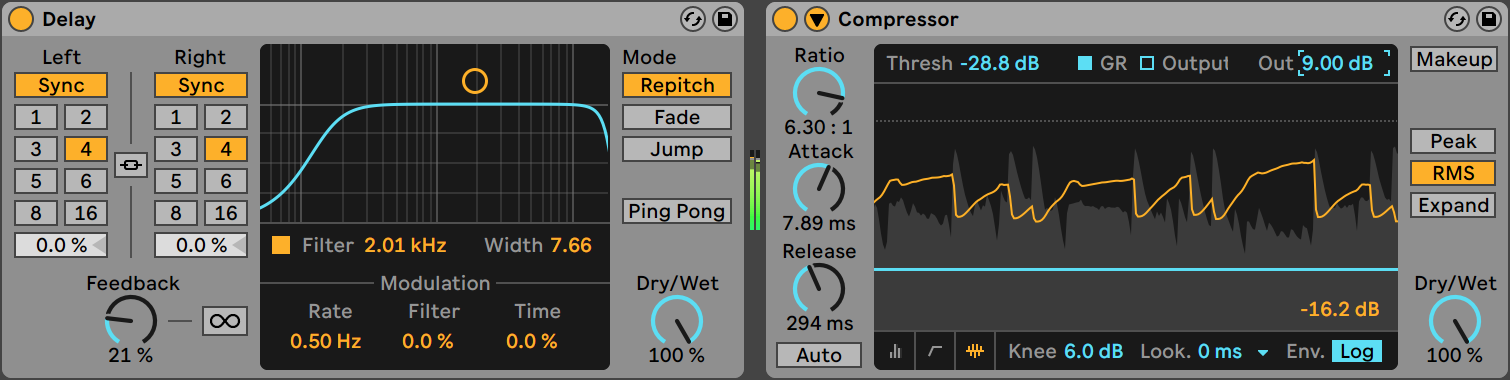 Delay
Left Right
Sync Sync
1 2 1 2
3 4 3 4
5 6 5 6
8 16 8 16
0.0 % 0.0 %
Feedback
21 %
Filter 2.01 kHz Width 7.66
Modulation
Rate Filter Time
0.50 Hz 0.0 % 0.0 %
Mode
Repitch
Fade
Jump
Ping Pong
Dry/Wet
100 %
Compressor
Ratio
6.30 : 1
Attack
7.89 ms
Release
294 ms
Auto
Thresh -28.8 dB GR Output Out 9.00 dB
-16.2 dB
Knee 6.0 dB Look. 0 ms Env. Log
Makeup
Peak
RMS
Expand
Dry/Wet
100 %